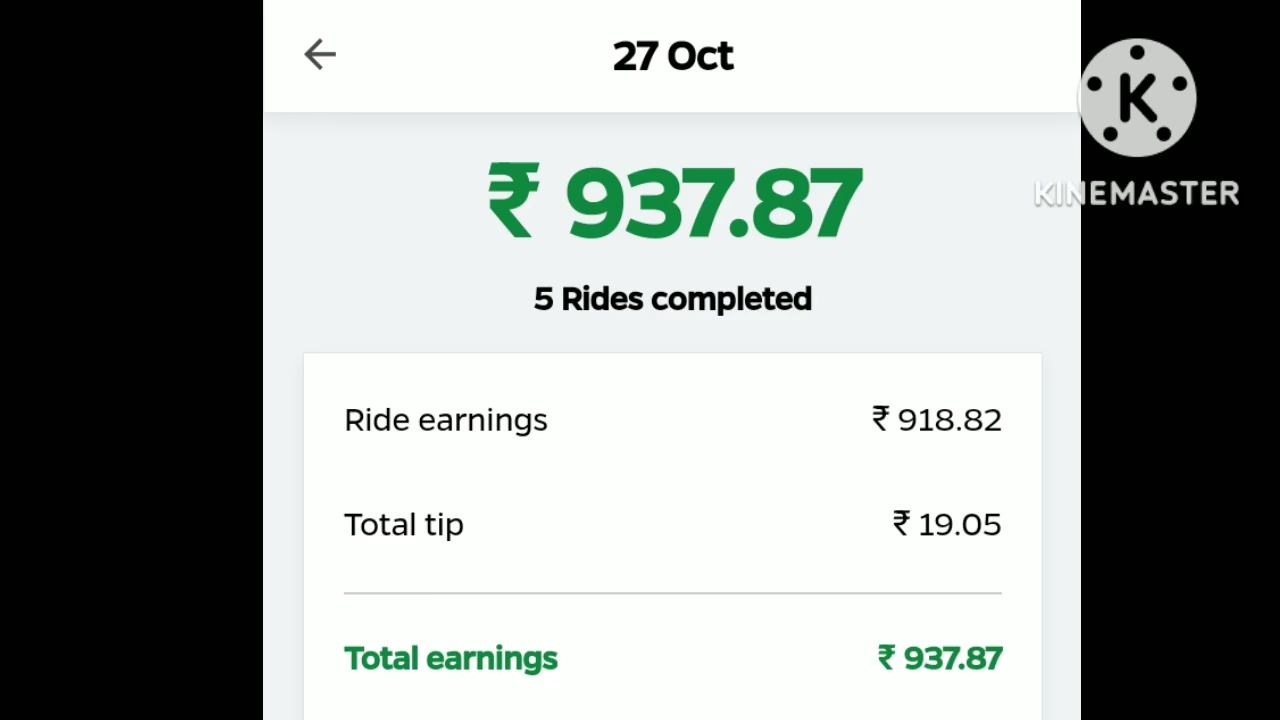 27 Oct
K
KINEMASTER
₹ 937.87
5 Rides completed
Ride earnings ₹ 918.82
Total tip ₹ 19.05
Total earnings ₹ 937.87